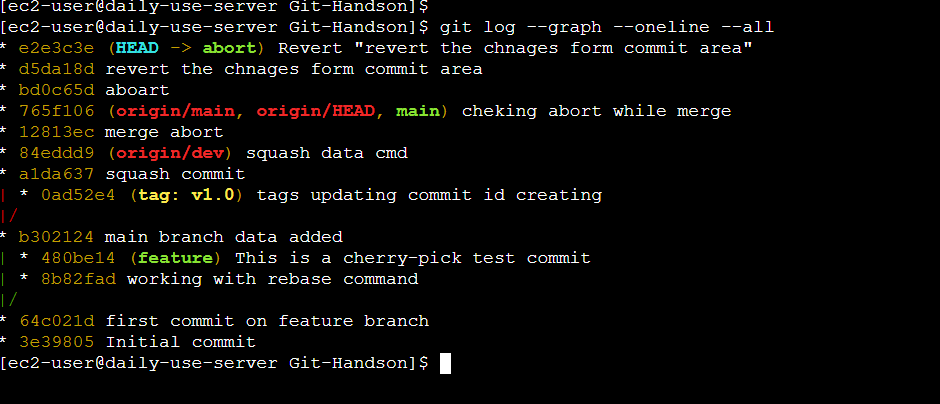 [ec2-user@daily-use-server Git-Handson]$
[ec2-user@daily-use-server Git-Handson]$ git log --graph --oneline --all
* e2e3c3e (HEAD -> abort) Revert "revert the chnages form commit area"
* d5da18d revert the chnages form commit area
* bd0c65d aboart
* 765f106 (origin/main, origin/HEAD, main) cheking abort while merge
* 12813ec merge abort
* 84eddd9 (origin/dev) squash data cmd
* a1da637 squash commit
| * 0ad52e4 (tag: v1.0) tags updating commit id creating
|/
* b302124 main branch data added
| * 480be14 (feature) This is a cherry-pick test commit
| * 8b82fad working with rebase command
|/
* 64c021d first commit on feature branch
* 3e39805 Initial commit
[ec2-user@daily-use-server Git-Handson]$